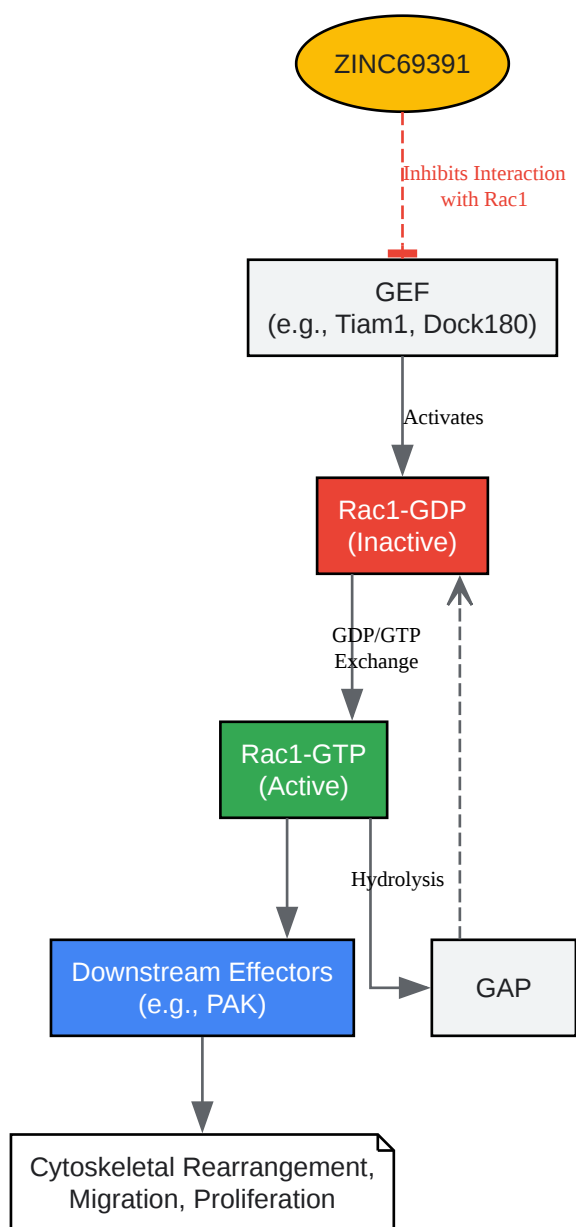 ZINC69391
Inhibits Interaction
with Rac1
GEF
(e.g., Tiam1, Dock180)
Activates
Rac1-GDP
(Inactive)
GDP/GTP
Exchange
Rac1-GTP
(Active)
Hydrolysis
Downstream Effectors
(e.g., PAK)
GAP
Cytoskeletal Rearrangement,
Migration, Proliferation